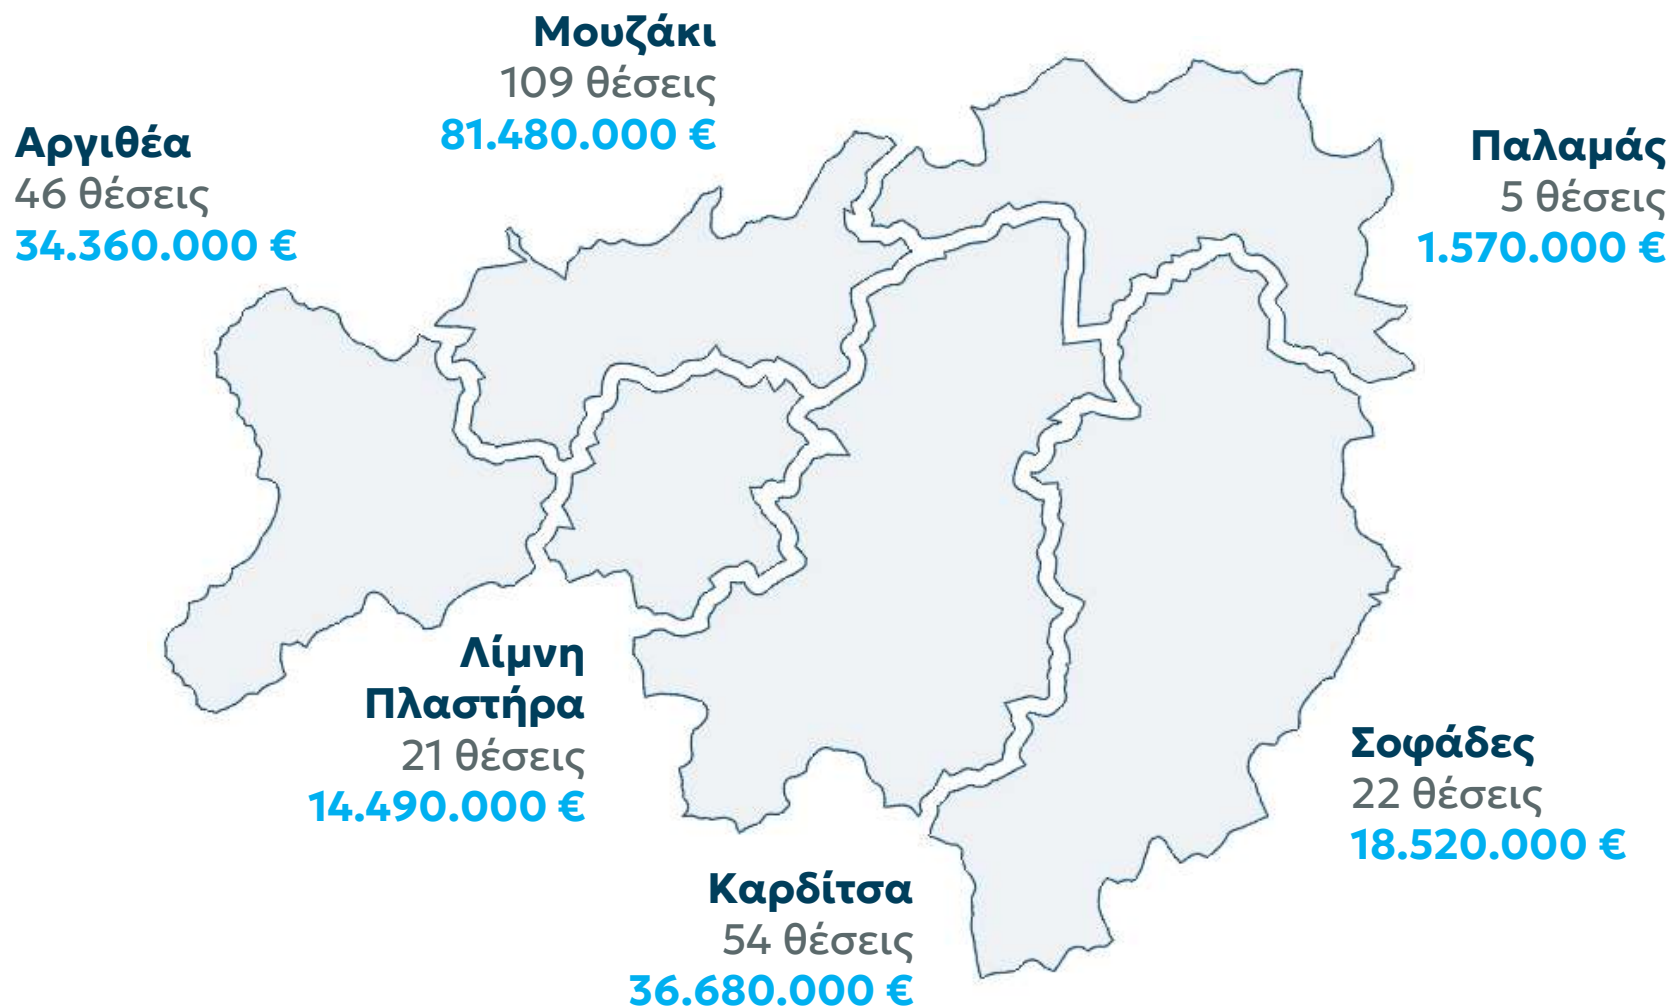 Μουζάκι
109 θέσεις
81.480.000 €
Αργιθέα
46 θέσεις
34.360.000 €
Παλαμάς
5 θέσεις
1.570.000 €
Λίμνη
Πλαστήρα
21 θέσεις
14.490.000 €
Σοφάδες
22 θέσεις
18.520.000 €
Καρδίτσα
54 θέσεις
36.680.000 €